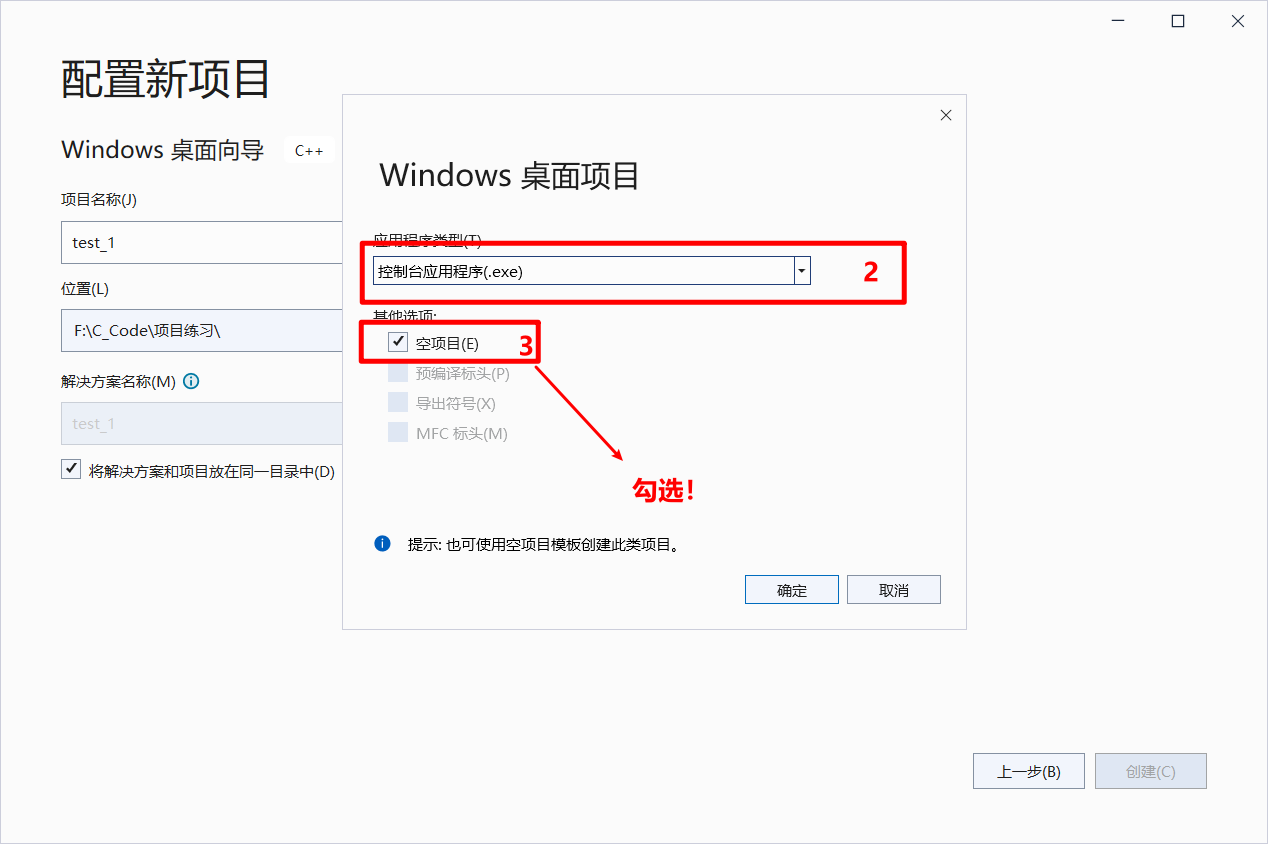 配置新项目
Windows 桌面向导 C++
项目名称(J)
test_1
位置(L)
F:\C_Code\项目练习\
解决方案名称(M)
test_1
将解决方案和项目放在同一目录中(D)
Windows 桌面项目
应用程序类型(T)
控制台应用程序(.exe) 2
其他选项:
空项目(E) 3
预编译标头(P)
导出符号(X)
MFC 标头(M)
勾选！
提示: 也可使用空项目模板创建此类项目。
确定 取消
上一步(B) 创建(C)